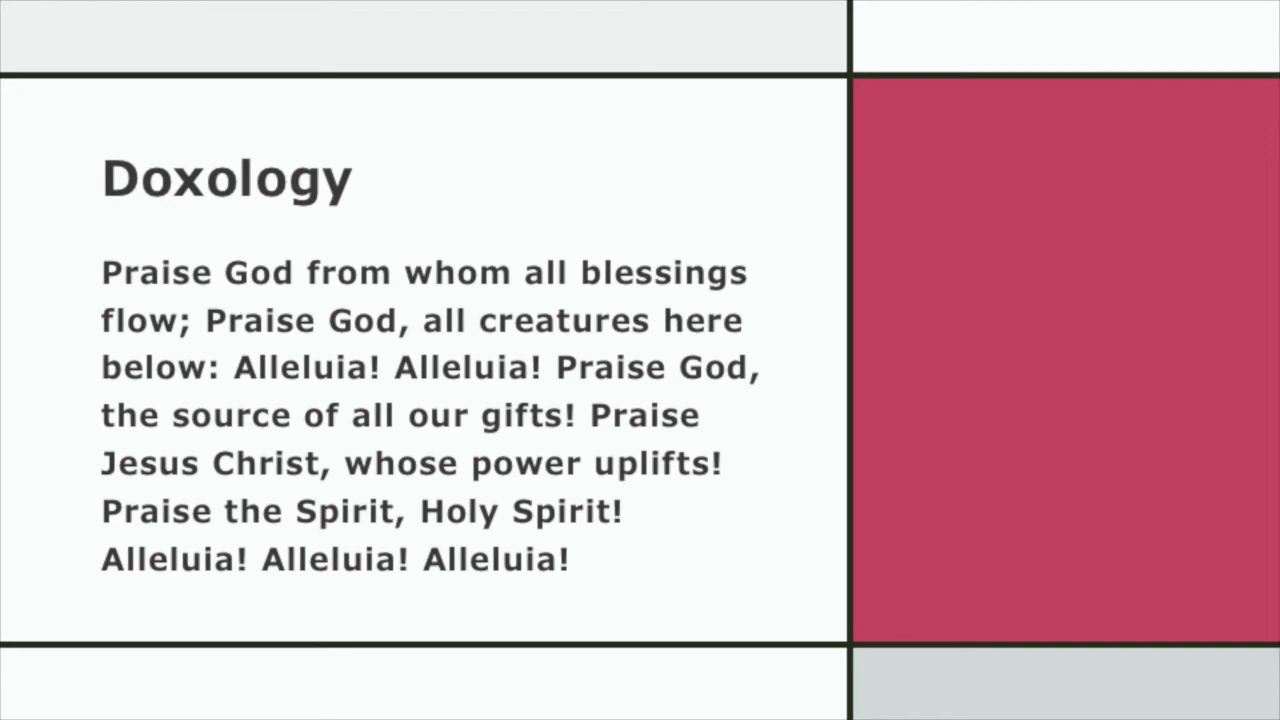 Doxology
Praise God from whom all blessings
flow; Praise God, all creatures here
below: Alleluia! Alleluia! Praise God,
the source of all our gifts! Praise
Jesus Christ, whose power uplifts!
Praise the Spirit, Holy Spirit!
Alleluia! Alleluia! Alleluia!